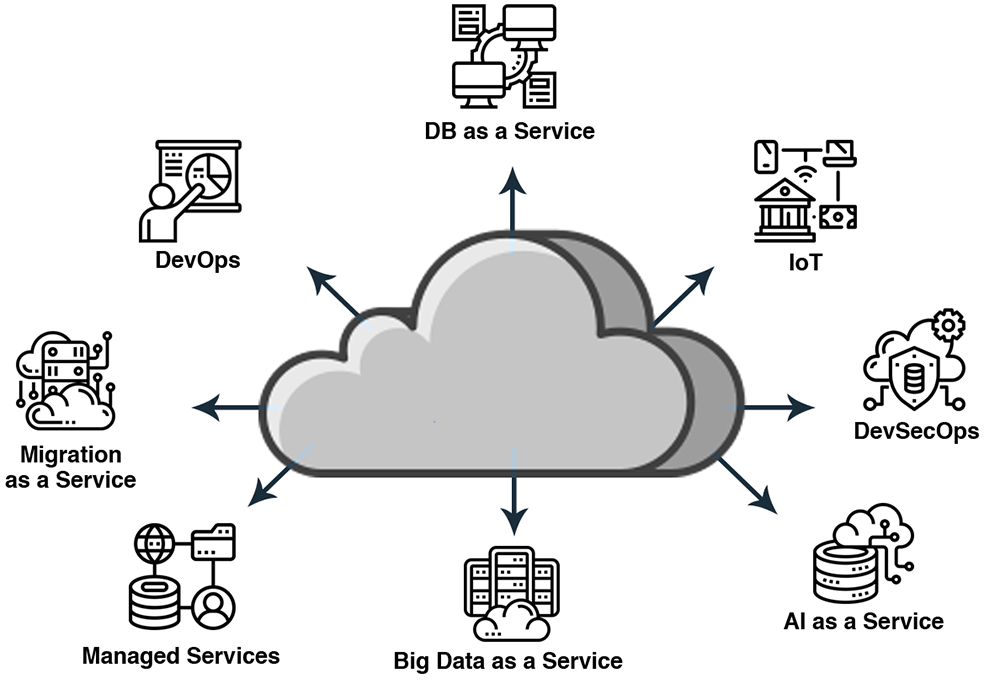 DB as a Service
DevOps
IoT
Migration
as a Service
DevSecOps
Managed Services
Big Data as a Service
AI as a Service